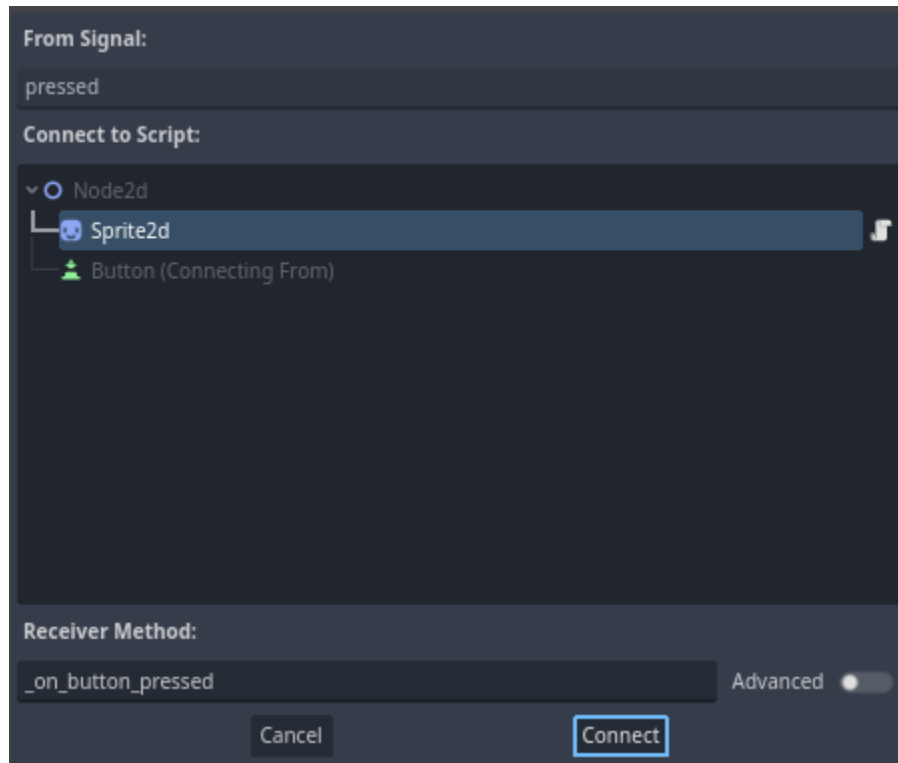 From Signal:
pressed
Connect to Script:
Node2d
Sprite2d
Button (Connecting From)
Receiver Method:
_on_button_pressed Advanced
Cancel Connect